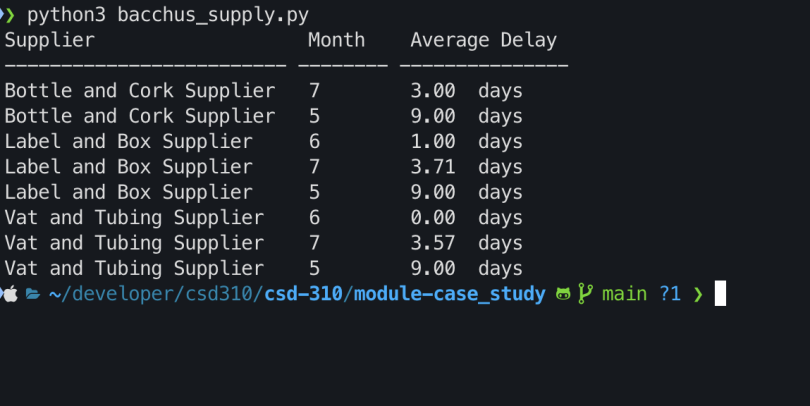 ❯ python3 bacchus_supply.py
Supplier                  Month    Average Delay
------------------------- -------- ---------------
Bottle and Cork Supplier   7        3.00  days
Bottle and Cork Supplier   5        9.00  days
Label and Box Supplier     6        1.00  days
Label and Box Supplier     7        3.71  days
Label and Box Supplier     5        9.00  days
Vat and Tubing Supplier    6        0.00  days
Vat and Tubing Supplier    7        3.57  days
Vat and Tubing Supplier    5        9.00  days
~/developer/csd310/csd-310/module-case_study main ?1 ❯